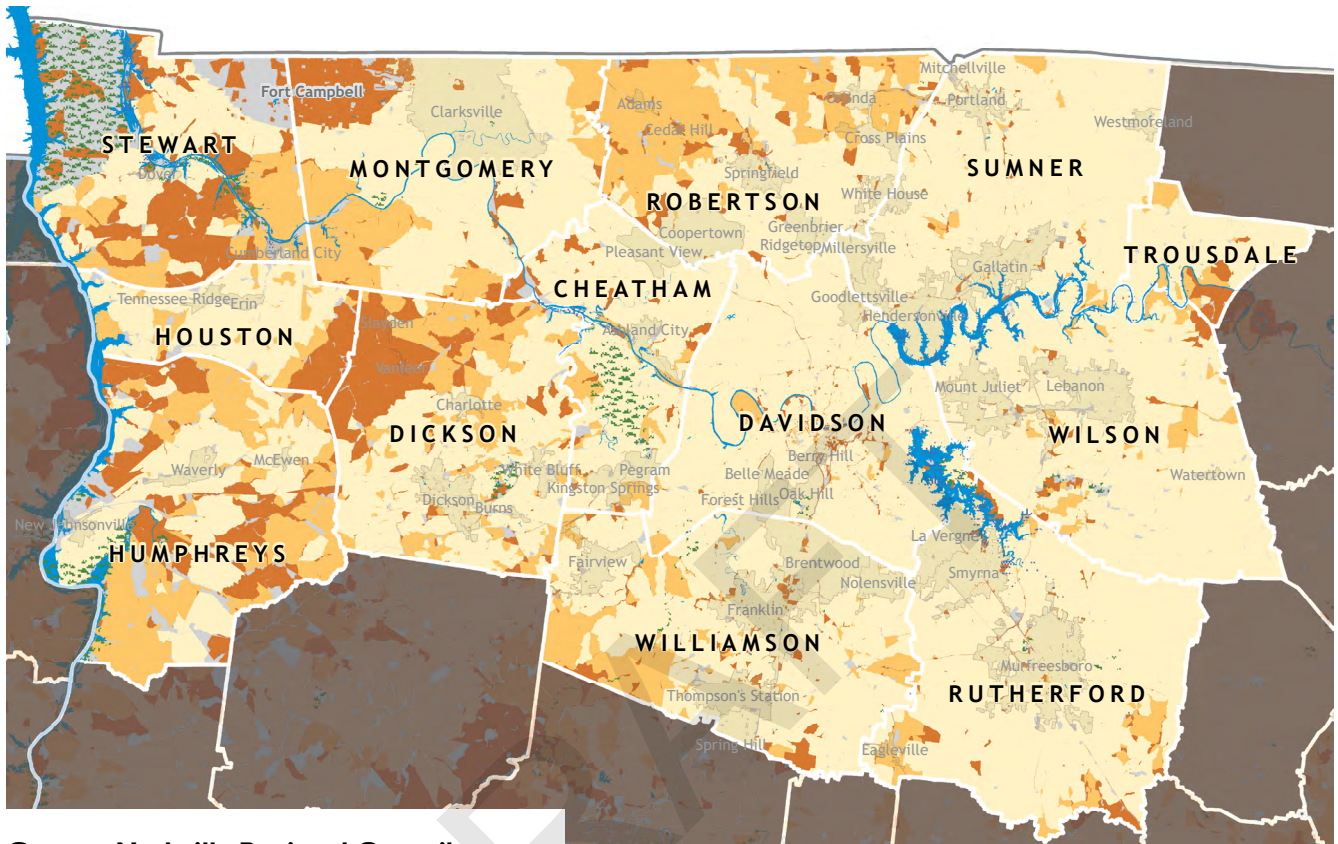 Mitchellville
Fort Campbell
Adams
Orlinda
Portland
Clarksville
Westmoreland
Cedar Hill
Cross Plains
STEWART
MONTGOMERY
SUMNER
Dover
Springfield
ROBERTSON
White House
Coopertown
Greenbrier
Cumberland City
Pleasant View
Ridgetop
Millersville
TROUSDALE
Gallatin
CHEATHAM
Tennessee Ridge
Erin
Goodlettsville
Hendersonville
HOUSTON
Slayden
Ashland City
Vanleer
Mount Juliet
Lebanon
Charlotte
DICKSON
DAVIDSON
WILSON
Waverly
McEwen
White Bluff
Pegram
Berry Hill
Belle Meade
Watertown
Kingston Springs
Dickson
Burns
Forest Hills
Oak Hill
New Johnsonville
HUMPHREYS
La Vergne
Fairview
Brentwood
Nolensville
Smyrna
Franklin
WILLIAMSON
Murfreesboro
Thompson's Station
RUTHERFORD
Spring Hill
Eagleville